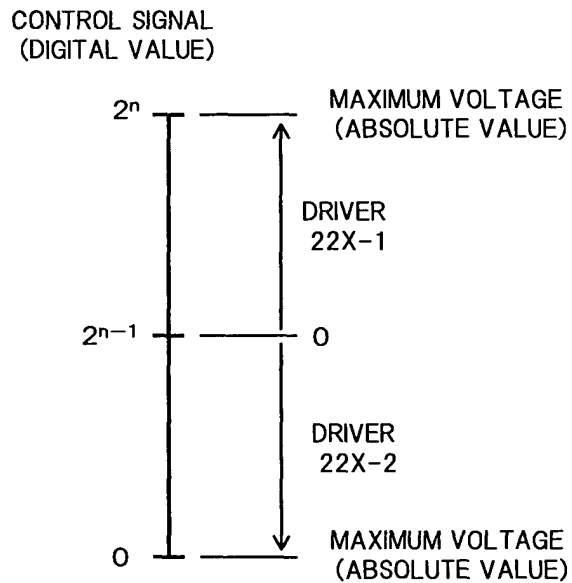 CONTROL SIGNAL
(DIGITAL VALUE)
2ⁿ
MAXIMUM VOLTAGE
(ABSOLUTE VALUE)
DRIVER
22X-1
2ⁿ⁻¹
0
DRIVER
22X-2
0
MAXIMUM VOLTAGE
(ABSOLUTE VALUE)